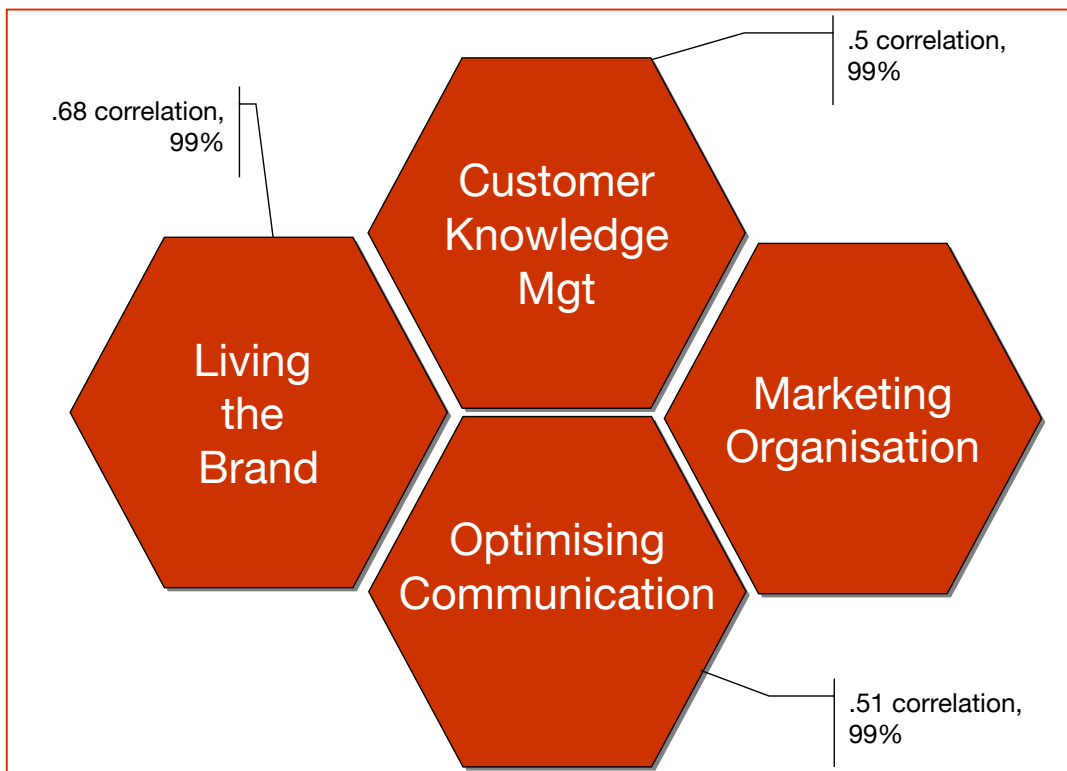 .5 correlation,
99%
.68 correlation,
99%
Customer
Knowledge
Mgt
Living
the
Brand
Marketing
Organisation
Optimising
Communication
.51 correlation,
99%